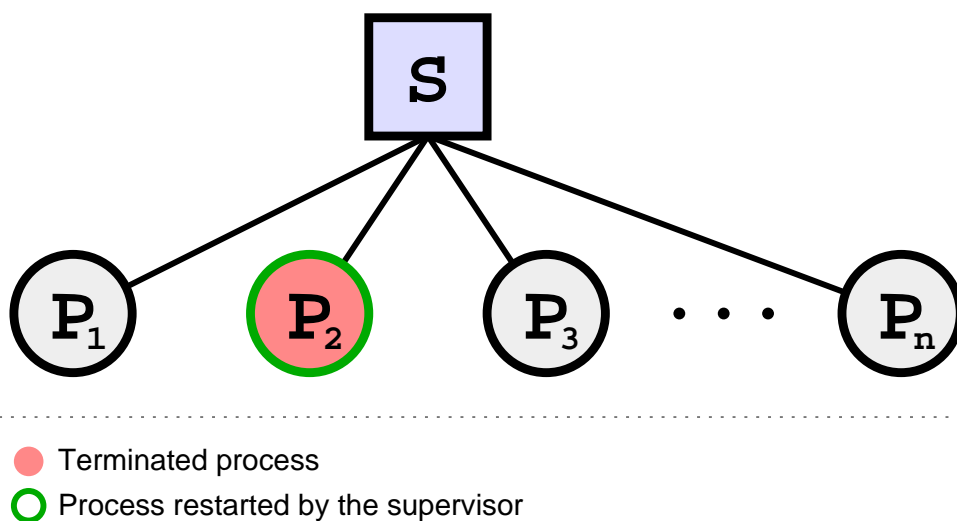 S
P1 P2 P3 . . . Pn
Terminated process
Process restarted by the supervisor